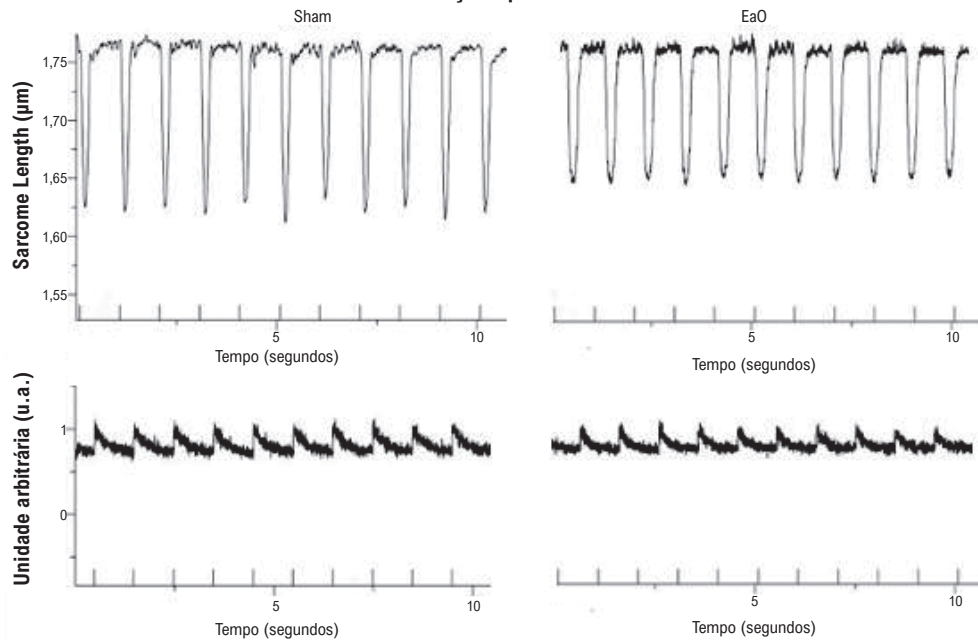 Sham
EaO
Sarcome Length (µm)
1,75
1,70
1,65
1,60
1,55
5
10
Tempo (segundos)
5
10
Tempo (segundos)
Unidade arbitrária (u.a.)
1
0
5
10
Tempo (segundos)
5
10
Tempo (segundos)